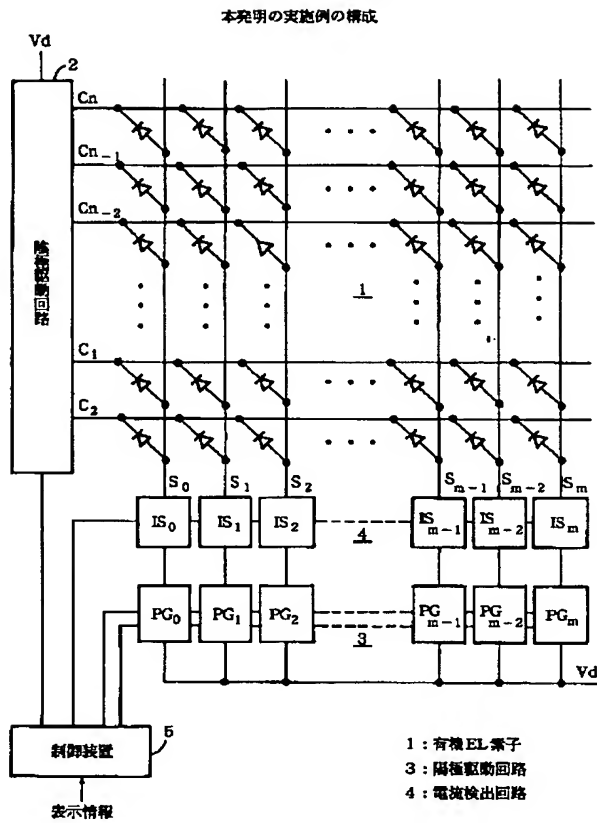 本発明の実施例の構成
Vd
2
Cn
Cn-1
Cn-2
陰極駆動回路
1
C1
C2
S0 S1 S2 Sm-1 Sm-2 Sm
IS0 IS1 IS2 4 ISm-1 ISm-2 ISm
PG0 PG1 PG2 3 PGm-1 PGm-2 PGm
Vd
5
制御装置
表示情報
1：有機EL素子
3：陽極駆動回路
4：電流検出回路